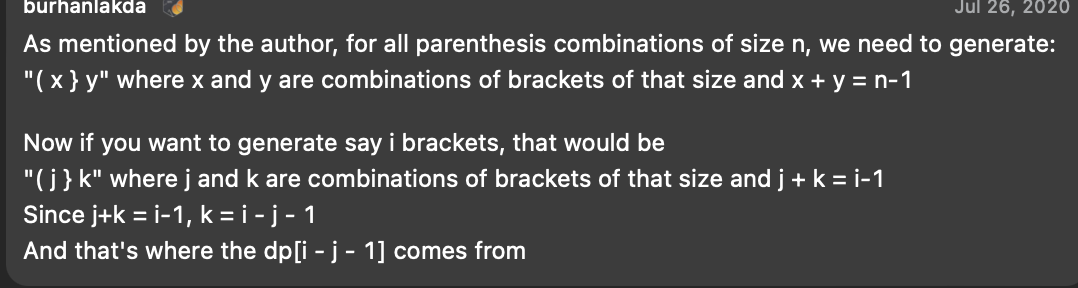 burhanlakda
Jul 26, 2020
As mentioned by the author, for all parenthesis combinations of size n, we need to generate:
"( x } y" where x and y are combinations of brackets of that size and x + y = n-1
Now if you want to generate say i brackets, that would be
"( j } k" where j and k are combinations of brackets of that size and j + k = i-1
Since j+k = i-1, k = i - j - 1
And that's where the dp[i - j - 1] comes from